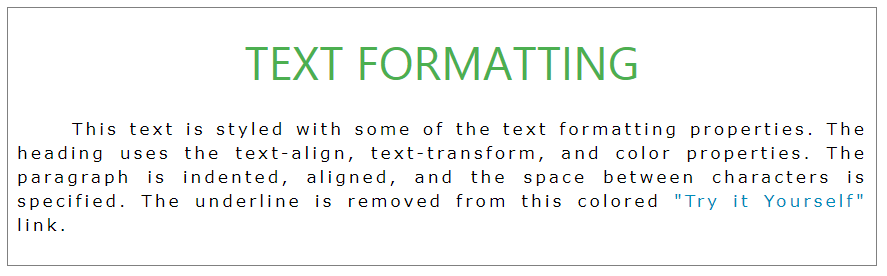 TEXT FORMATTING
This text is styled with some of the text formatting properties. The
heading uses the text-align, text-transform, and color properties. The
paragraph is indented, aligned, and the space between characters is
specified. The underline is removed from this colored "Try it Yourself"
link.